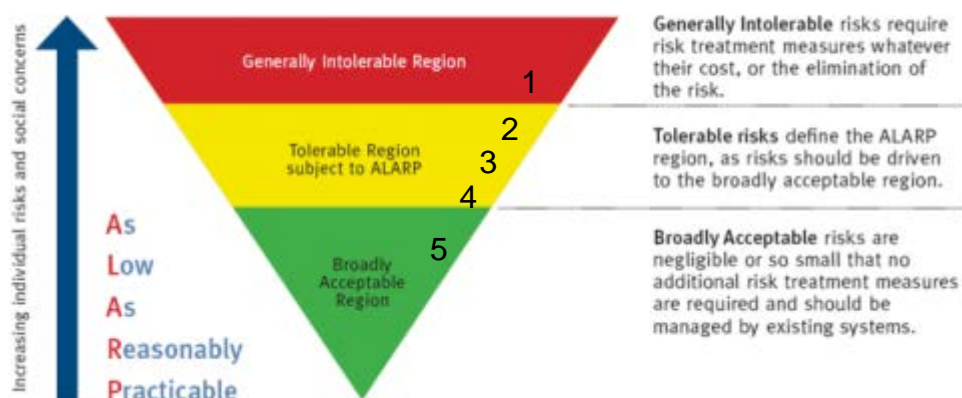 Increasing individual risks and social concerns
Generally Intolerable Region
1
2
Tolerable Region
subject to ALARP
3
4
5
Broadly
Acceptable
Region
As
Low
As
Reasonably
Practicable
Generally Intolerable risks require
risk treatment measures whatever
their cost, or the elimination of
the risk.
Tolerable risks define the ALARP
region, as risks should be driven
to the broadly acceptable region.
Broadly Acceptable risks are
negligible or so small that no
additional risk treatment measures
are required and should be
managed by existing systems.